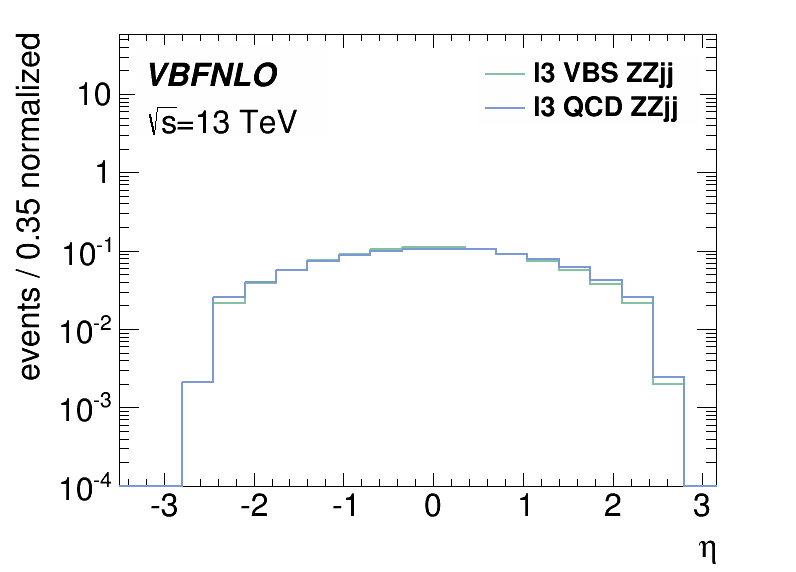 VBFNLO
√s=13 TeV
l3 VBS ZZjj
l3 QCD ZZjj
events / 0.35 normalized
10
1
10-1
10-2
10-3
10-4
-3 -2 -1 0 1 2 3
η